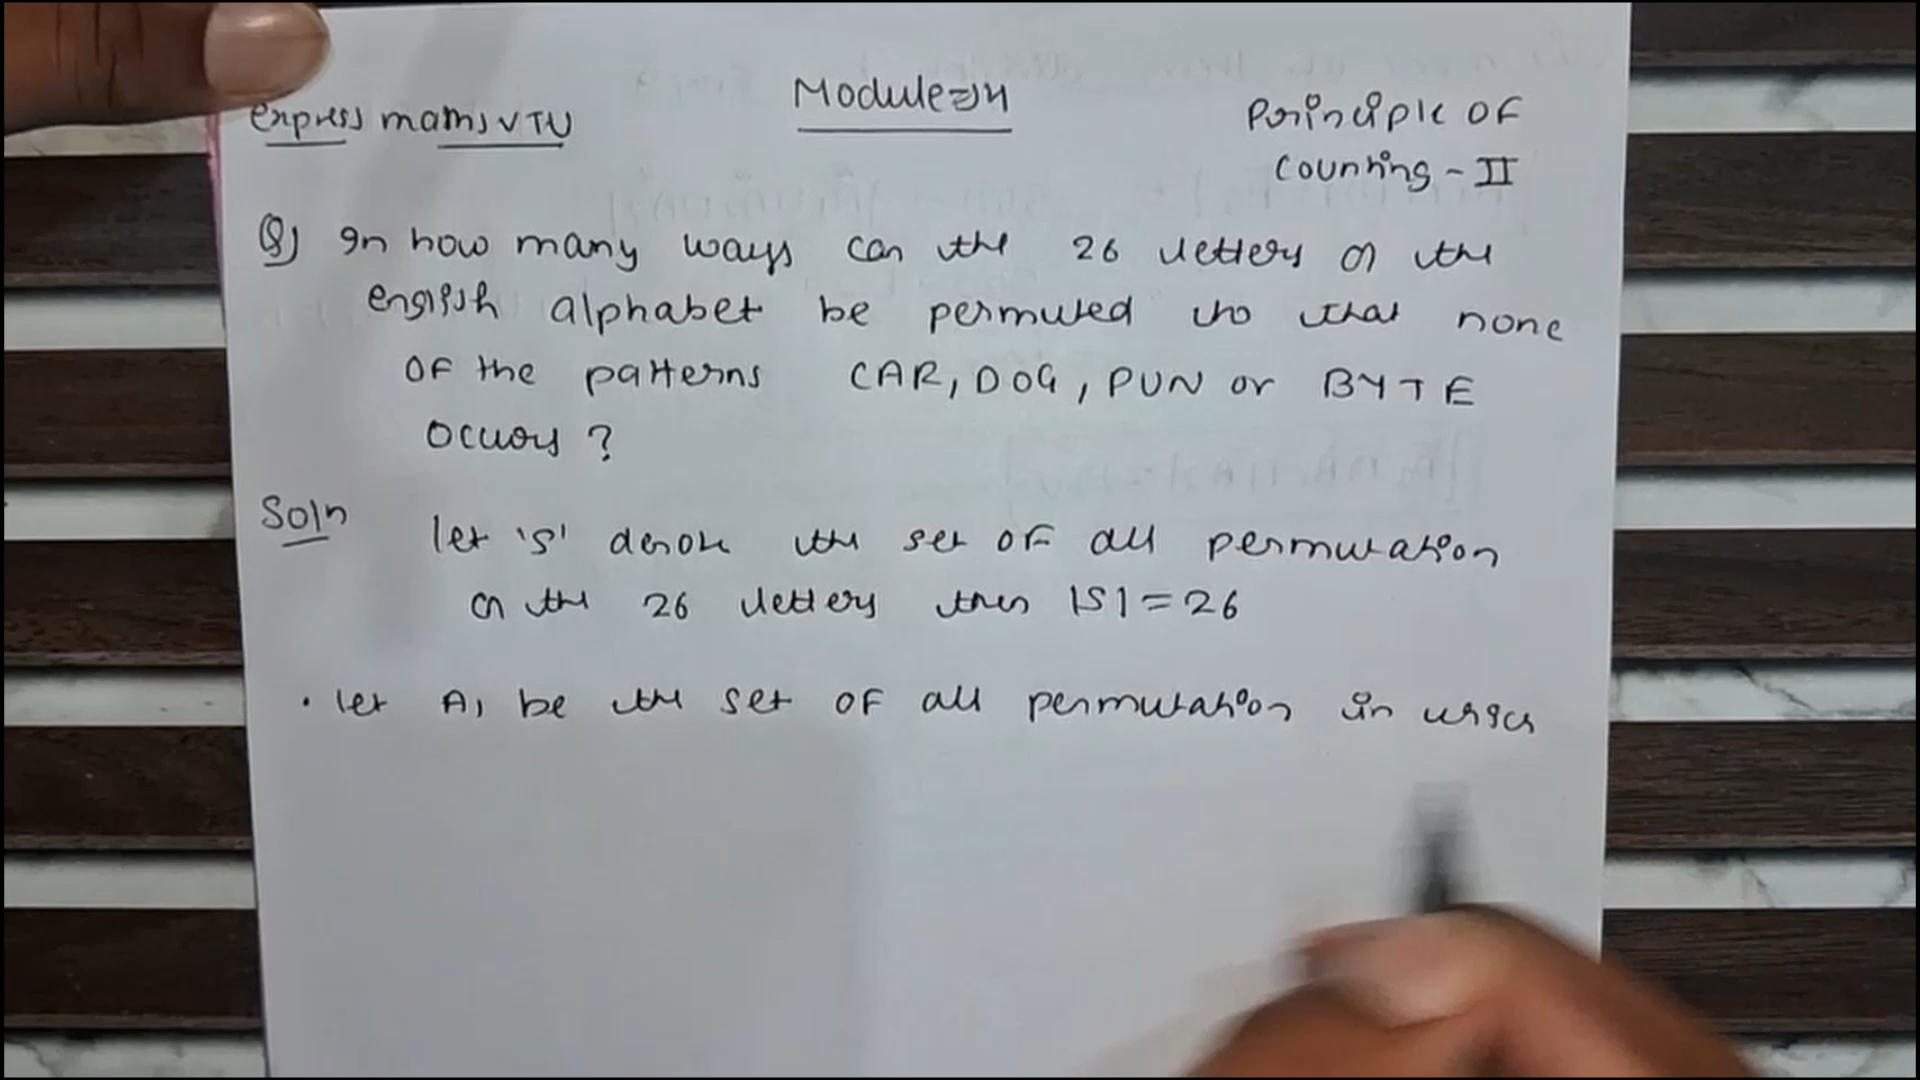 express maths VTU
Module ⇒ 4
Principle OF
Counting - II
Q) In how many ways can the 26 letters of the
english alphabet be permuted so that none
OF the patterns CAR, DOG, PUN or BYTE
Occurs ?
Soln
let 's' denote the set OF all permutation
of the 26 letters then |S| = 26
• let A1 be the set OF all permutation in which